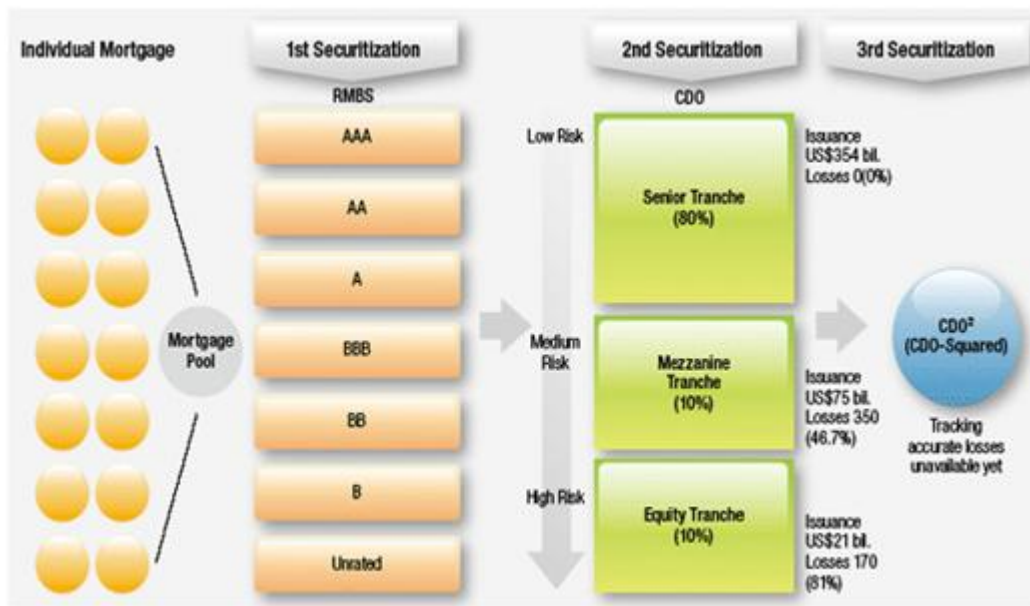 Individual Mortgage
1st Securitization
2nd Securitization
3rd Securitization
RMBS
CDO
AAA
AA
A
BBB
BB
B
Unrated
Mortgage
Pool
Low Risk
Medium
Risk
High Risk
Senior Tranche
(80%)
Mezzanine
Tranche
(10%)
Equity Tranche
(10%)
Issuance
US$354 bil.
Losses 0(0%)
Issuance
US$75 bil.
Losses 350
(46.7%)
Issuance
US$21 bil.
Losses 170
(81%)
CDO²
(CDO-Squared)
Tracking
accurate losses
unavailable yet